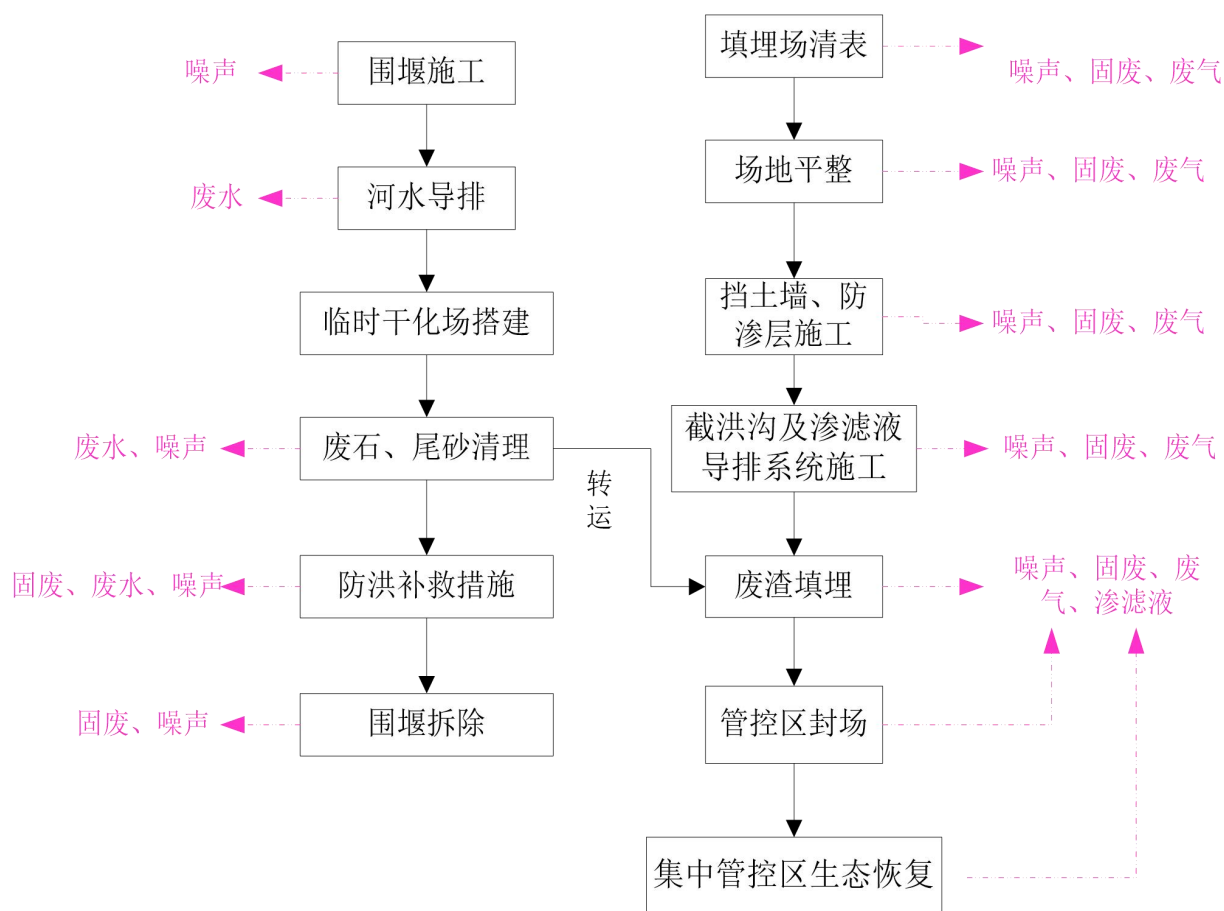 填埋场清表
噪声、固废、废气
围堰施工
噪声
场地平整
噪声、固废、废气
河水导排
废水
挡土墙、防
渗层施工
噪声、固废、废气
临时干化场搭建
截洪沟及渗滤液
导排系统施工
噪声、固废、废气
废石、尾砂清理
废水、噪声
转
运
防洪补救措施
固废、废水、噪声
废渣填埋
噪声、固废、废
气、渗滤液
围堰拆除
固废、噪声
管控区封场
集中管控区生态恢复